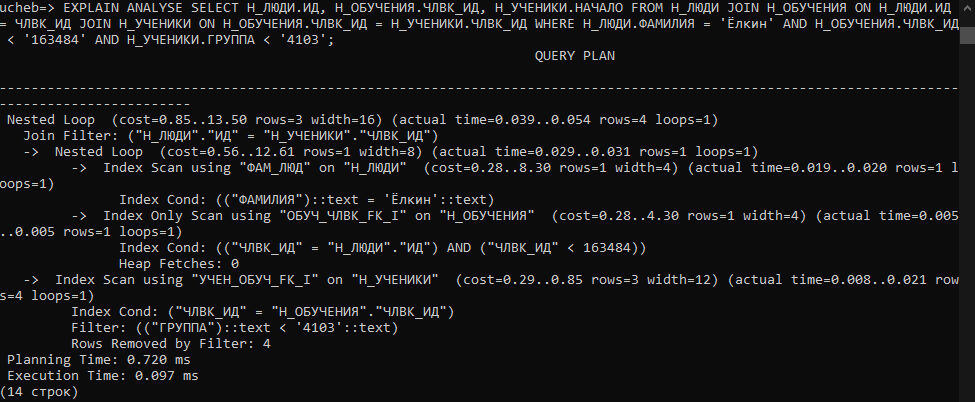 ucheb=> EXPLAIN ANALYSE SELECT Н_ЛЮДИ.ИД, Н_ОБУЧЕНИЯ.ЧЛВК_ИД, Н_УЧЕНИКИ.НАЧАЛО FROM Н_ЛЮДИ JOIN Н_ОБУЧЕНИЯ ON Н_ЛЮДИ.ИД
= ЧЛВК_ИД JOIN Н_УЧЕНИКИ ON Н_ОБУЧЕНИЯ.ЧЛВК_ИД = Н_УЧЕНИКИ.ЧЛВК_ИД WHERE Н_ЛЮДИ.ФАМИЛИЯ = 'Ёлкин' AND Н_ОБУЧЕНИЯ.ЧЛВК_ИД
< '163484' AND Н_УЧЕНИКИ.ГРУППА < '4103';
QUERY PLAN
------------------------------------------------------------------------------------------------------------------------
------------------------
Nested Loop  (cost=0.85..13.50 rows=3 width=16) (actual time=0.039..0.054 rows=4 loops=1)
Join Filter: ("Н_ЛЮДИ"."ИД" = "Н_УЧЕНИКИ"."ЧЛВК_ИД")
->  Nested Loop  (cost=0.56..12.61 rows=1 width=8) (actual time=0.029..0.031 rows=1 loops=1)
->  Index Scan using "ФАМ_ЛЮД" on "Н_ЛЮДИ"  (cost=0.28..8.30 rows=1 width=4) (actual time=0.019..0.020 rows=1 l
oops=1)
Index Cond: (("ФАМИЛИЯ")::text = 'Ёлкин'::text)
->  Index Only Scan using "ОБУЧ_ЧЛВК_FK_I" on "Н_ОБУЧЕНИЯ"  (cost=0.28..4.30 rows=1 width=4) (actual time=0.005
..0.005 rows=1 loops=1)
Index Cond: (("ЧЛВК_ИД" = "Н_ЛЮДИ"."ИД") AND ("ЧЛВК_ИД" < 163484))
Heap Fetches: 0
->  Index Scan using "УЧЕН_ОБУЧ_FK_I" on "Н_УЧЕНИКИ"  (cost=0.29..0.85 rows=3 width=12) (actual time=0.008..0.021 row
s=4 loops=1)
Index Cond: ("ЧЛВК_ИД" = "Н_ОБУЧЕНИЯ"."ЧЛВК_ИД")
Filter: (("ГРУППА")::text < '4103'::text)
Rows Removed by Filter: 4
Planning Time: 0.720 ms
Execution Time: 0.097 ms
(14 строк)